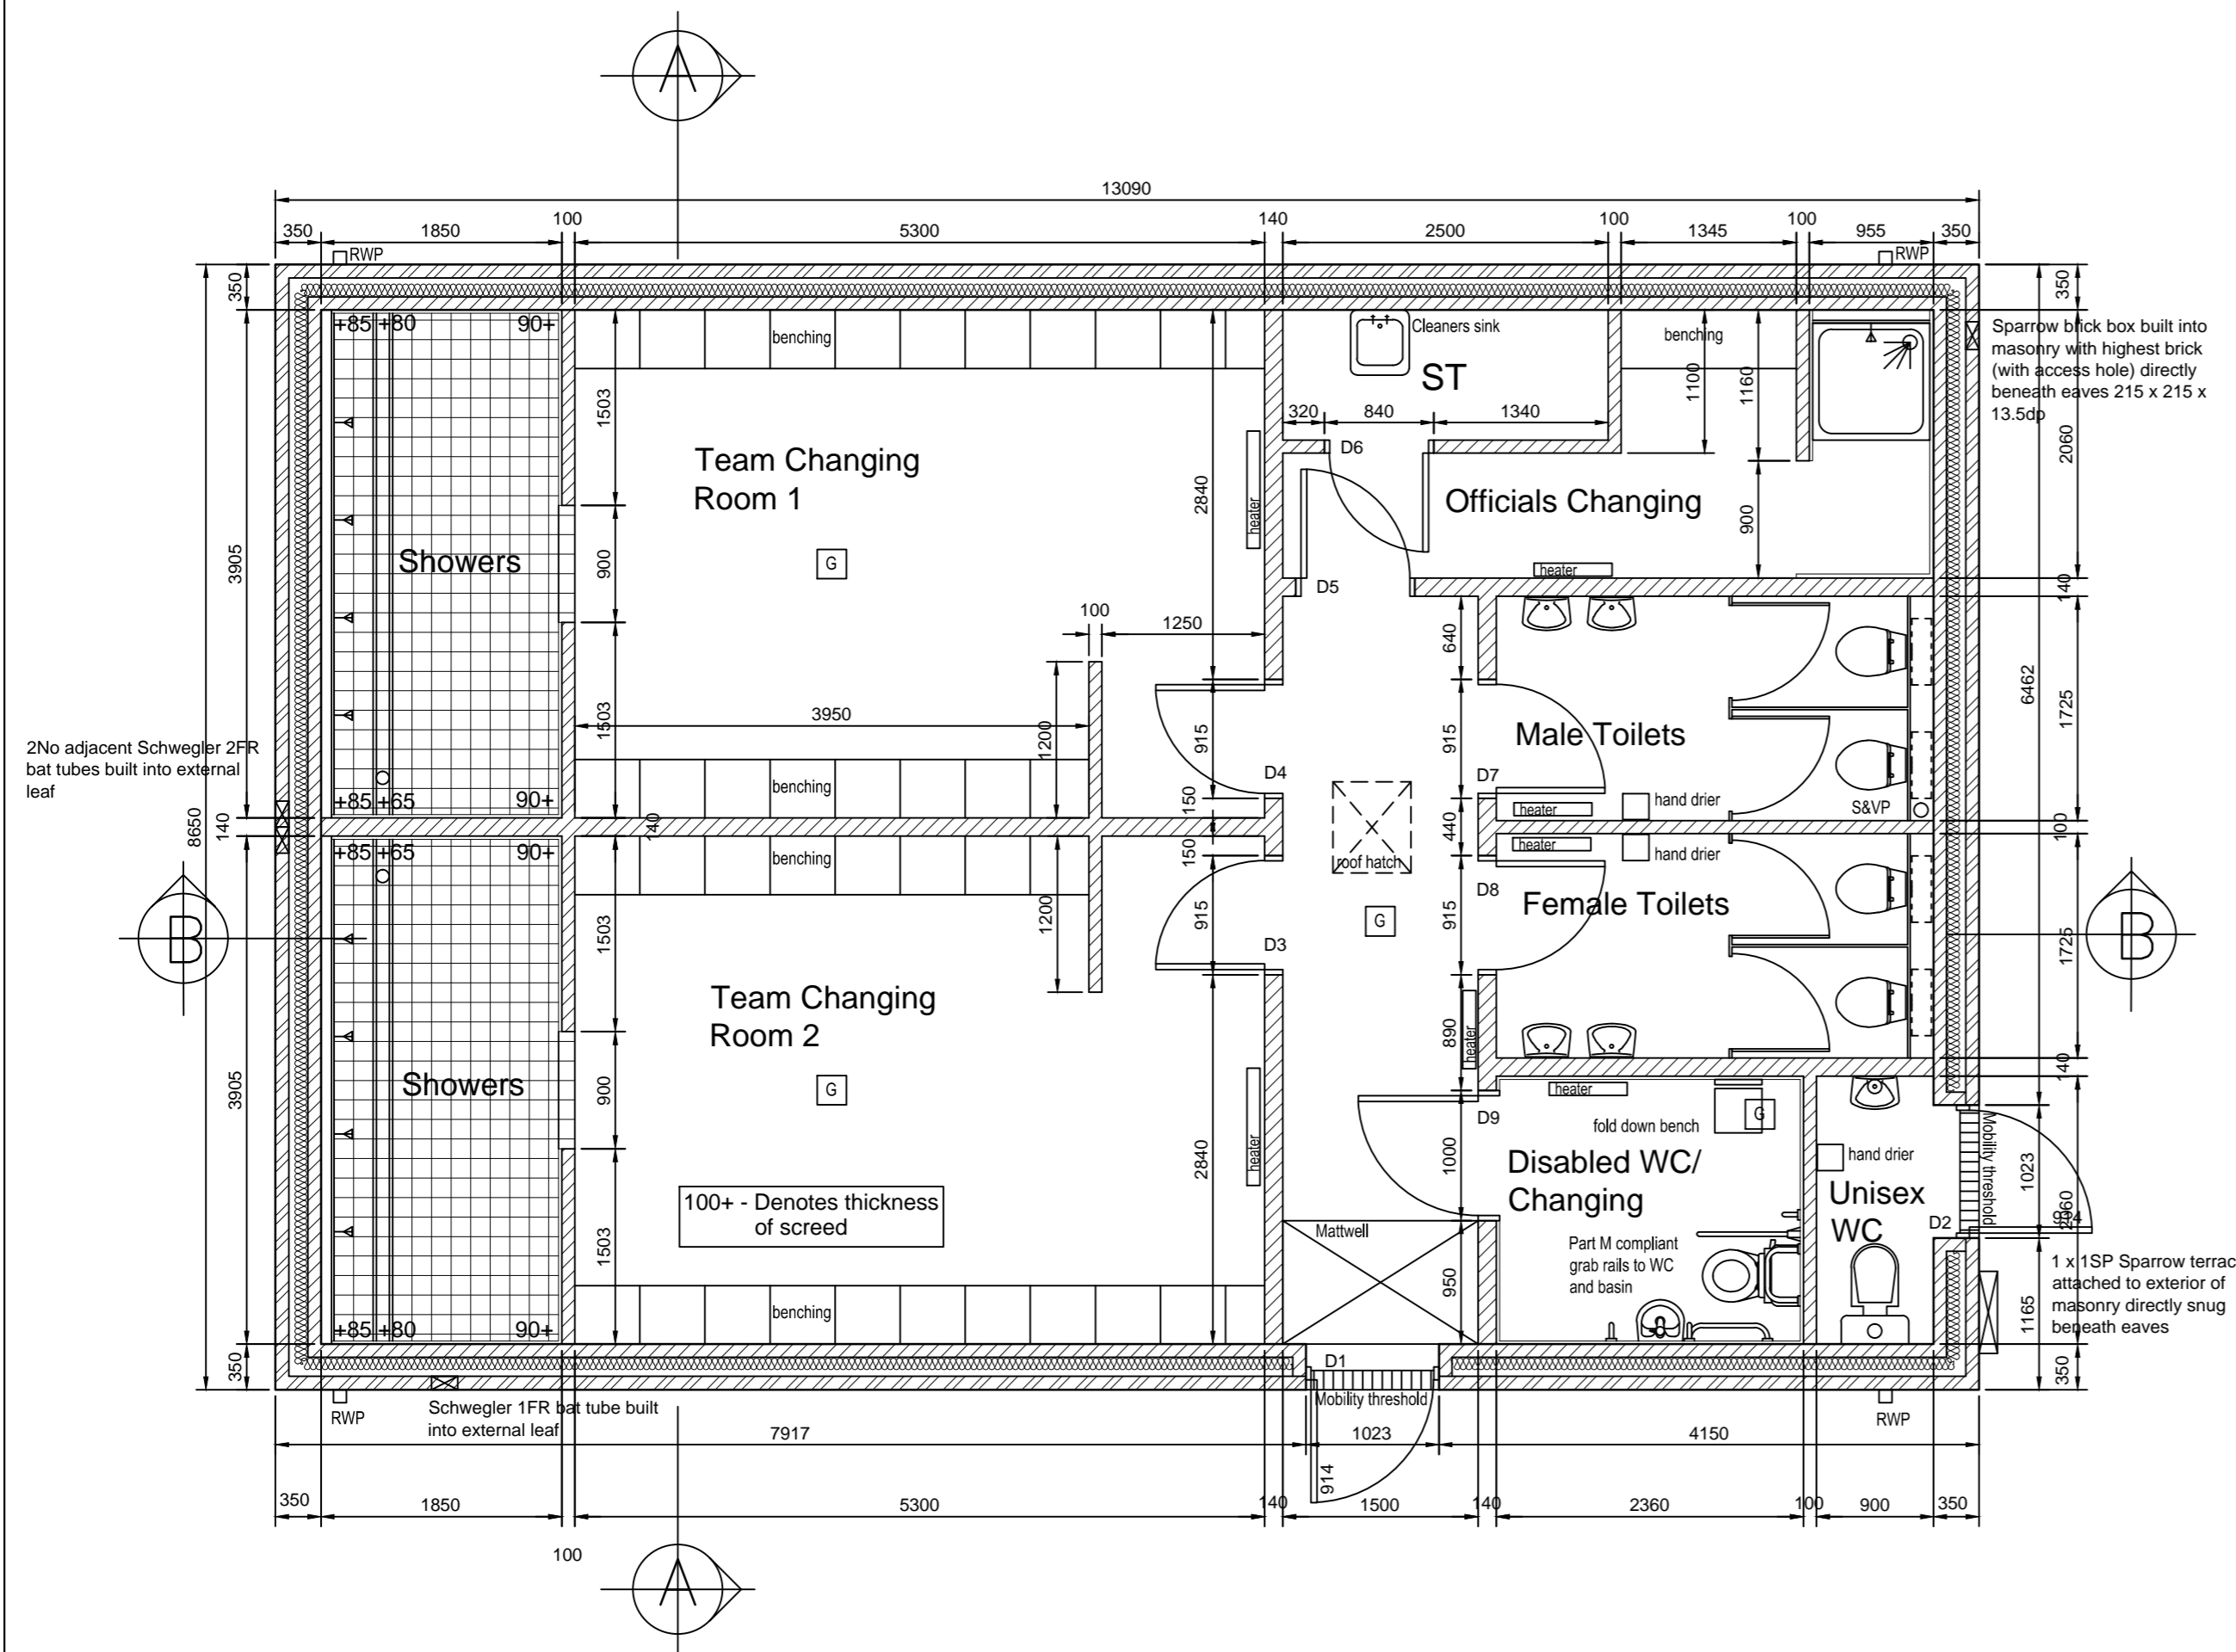 A
13090
350
1850
100
5300
140
2500
100
1345
100
955
350
RWP
RWP
350
350
+85 +80 90+
benching
Cleaners sink
ST
benching
Sparrow brick box built into
masonry with highest brick
(with access hole) directly
beneath eaves 215 x 215 x
13.5dp
1503
1100
1160
320
840
1340
2060
Team Changing
Room 1
2840
heater
D6
Officials Changing
900
3905
Showers
900
G
heater
D5
140
100
1250
640
6462
1725
3950
1503
1200
915
915
Male Toilets
2No adjacent Schwegler 2FR
bat tubes built into external
leaf
D4
D7
benching
150
heater
hand drier
S&VP
+85 +65 90+
8650
140
140
440
100
+85 +65 90+
benching
150
roof hatch
heater
hand drier
D8
B
1503
1200
915
D3
G
915
Female Toilets
1725
B
Team Changing
Room 2
890
heater
3905
Showers
900
G
heater
2840
140
heater
D9
fold down bench
G
1000
Disabled WC/
Changing
hand drier
Unisex
WC
D2
Mobility threshold
1023
2060
914
100+ - Denotes thickness
of screed
1503
Mattwell
Part M compliant
grab rails to WC
and basin
950
1 x 1SP Sparrow terrac
attached to exterior of
masonry directly snug
beneath eaves
1165
benching
+85 +80 90+
350
D1
350
RWP
Schwegler 1FR bat tube built
into external leaf
Mobility threshold
RWP
7917
1023
4150
914
350
1850
5300
140
1500
140
2360
100
900
350
100
A